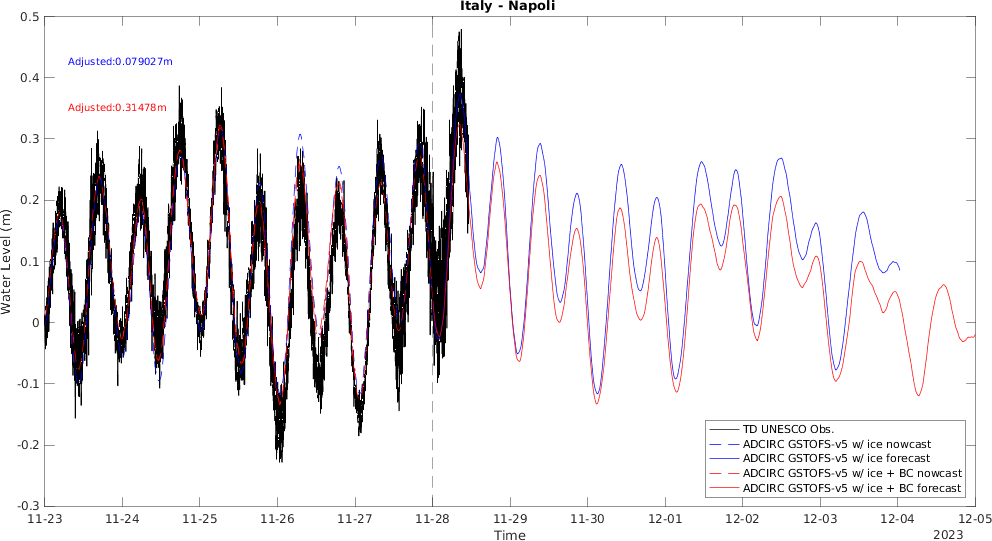 Italy - Napoli
Adjusted:0.079027m
Adjusted:0.31478m
Water Level (m)
0.5
0.4
0.3
0.2
0.1
0
-0.1
-0.2
-0.3
TD UNESCO Obs.
ADCIRC GSTOFS-v5 w/ ice nowcast
ADCIRC GSTOFS-v5 w/ ice forecast
ADCIRC GSTOFS-v5 w/ ice + BC nowcast
ADCIRC GSTOFS-v5 w/ ice + BC forecast
11-23 11-24 11-25 11-26 11-27 11-28 11-29 11-30 12-01 12-02 12-03 12-04 12-05
Time
2023